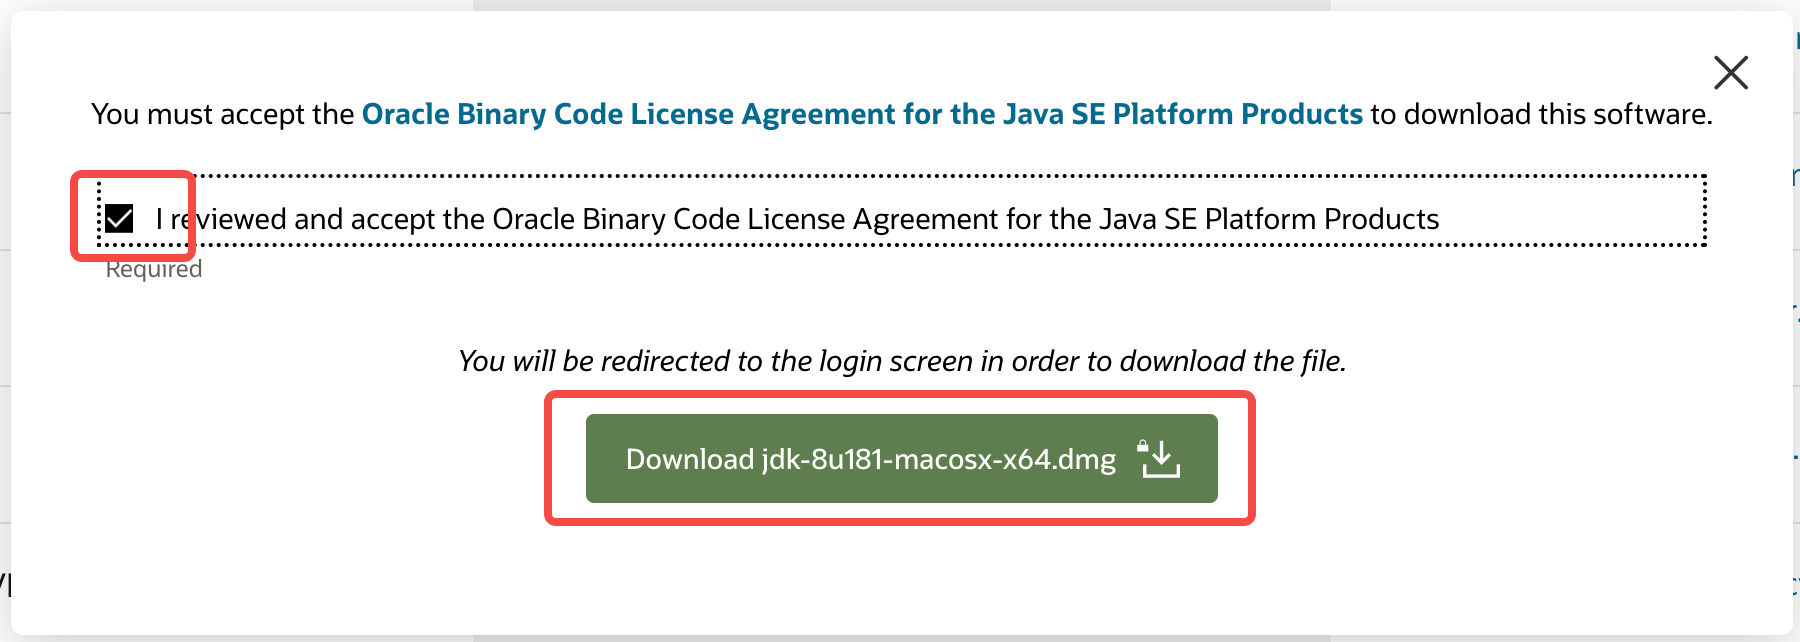 You must accept the Oracle Binary Code License Agreement for the Java SE Platform Products to download this software.
I reviewed and accept the Oracle Binary Code License Agreement for the Java SE Platform Products
Required
You will be redirected to the login screen in order to download the file.
Download jdk-8u181-macosx-x64.dmg